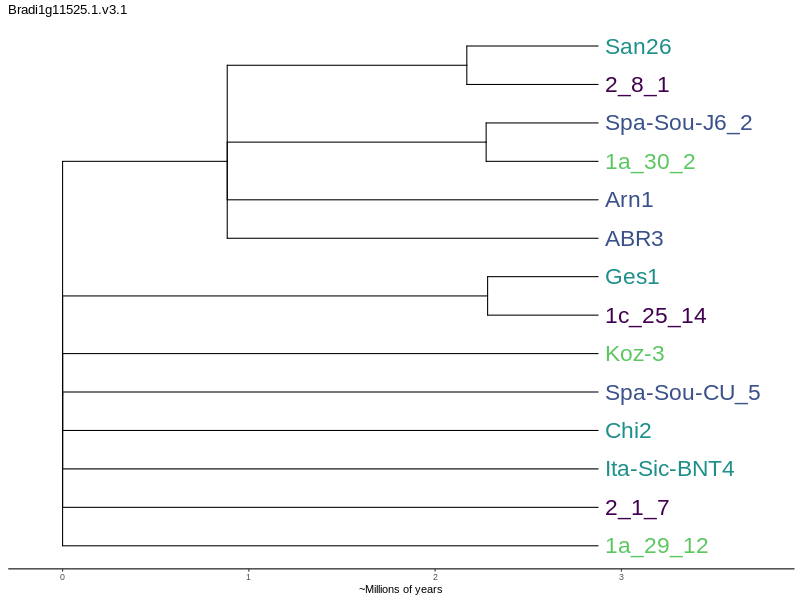 Bradi1g11525.1.v3.1
San26
2_8_1
Spa-Sou-J6_2
1a_30_2
Arn1
ABR3
Ges1
1c_25_14
Koz-3
Spa-Sou-CU_5
Chi2
Ita-Sic-BNT4
2_1_7
1a_29_12
0 1 2 3
~Millions of years